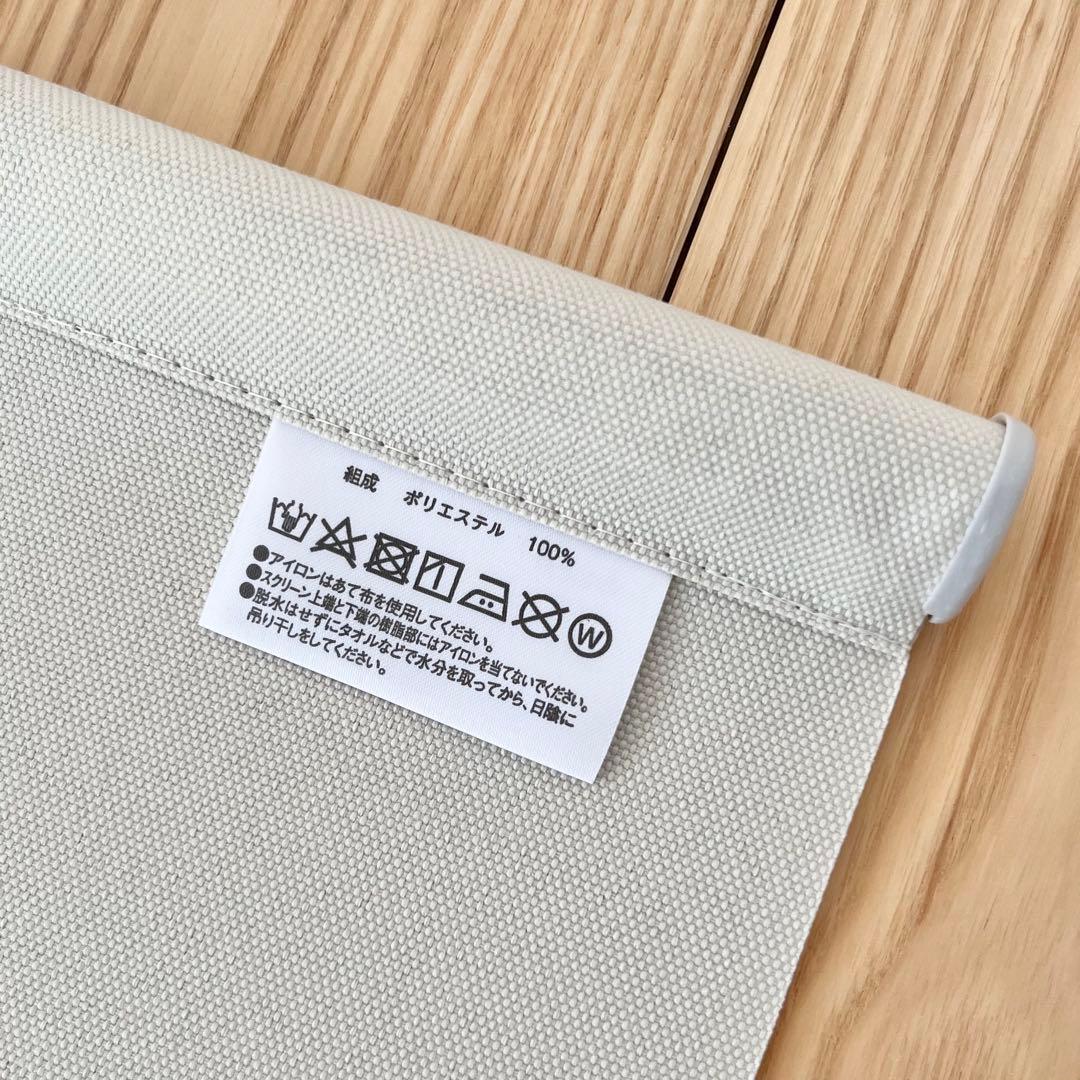 組成 ポリエステル 100%
W
●アイロンはあて布を使用してください。
●スクリーン上端と下端の樹脂部にはアイロンを当てないでください。
●脱水はせずにタオルなどで水分を取ってから、日陰に
吊り干しをしてください。